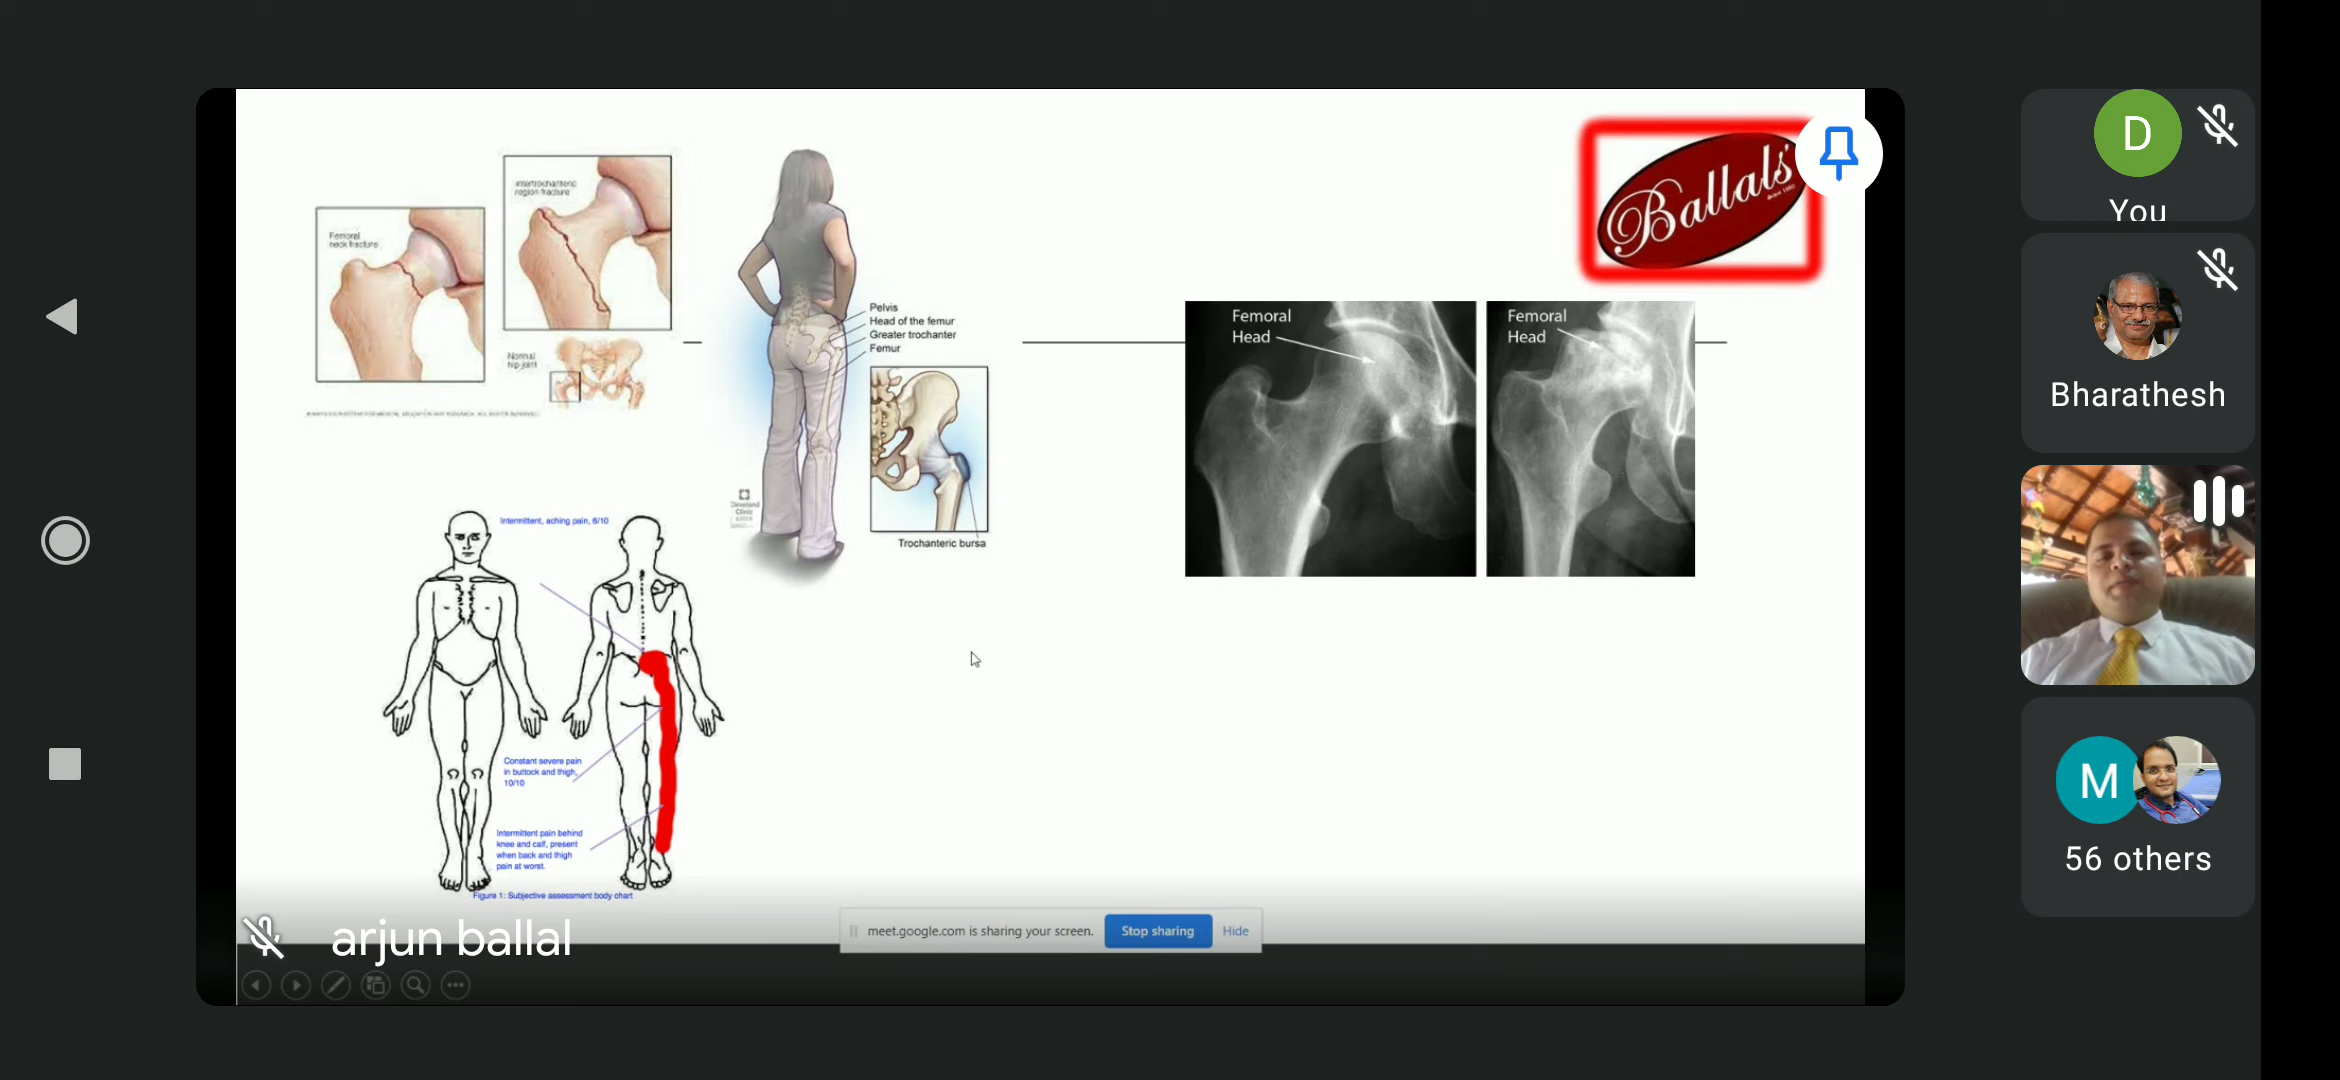 Intertrochanteric
region fracture
Femoral
neck fracture
Normal
hip joint
Pelvis
Head of the femur
Greater trochanter
Femur
Cleveland
Clinic
Trochanteric bursa
Ballals'
Femoral
Head
Femoral
Head
Intermittent, aching pain, 6/10
Constant severe pain
in buttock and thigh,
10/10
Intermittent pain behind
knee and calf, present
when back and thigh
pain at worst.
Figure 1: Subjective assessment body chart
arjun ballal
meet.google.com is sharing your screen.
Stop sharing
Hide
D
You
Bharathesh
M
56 others